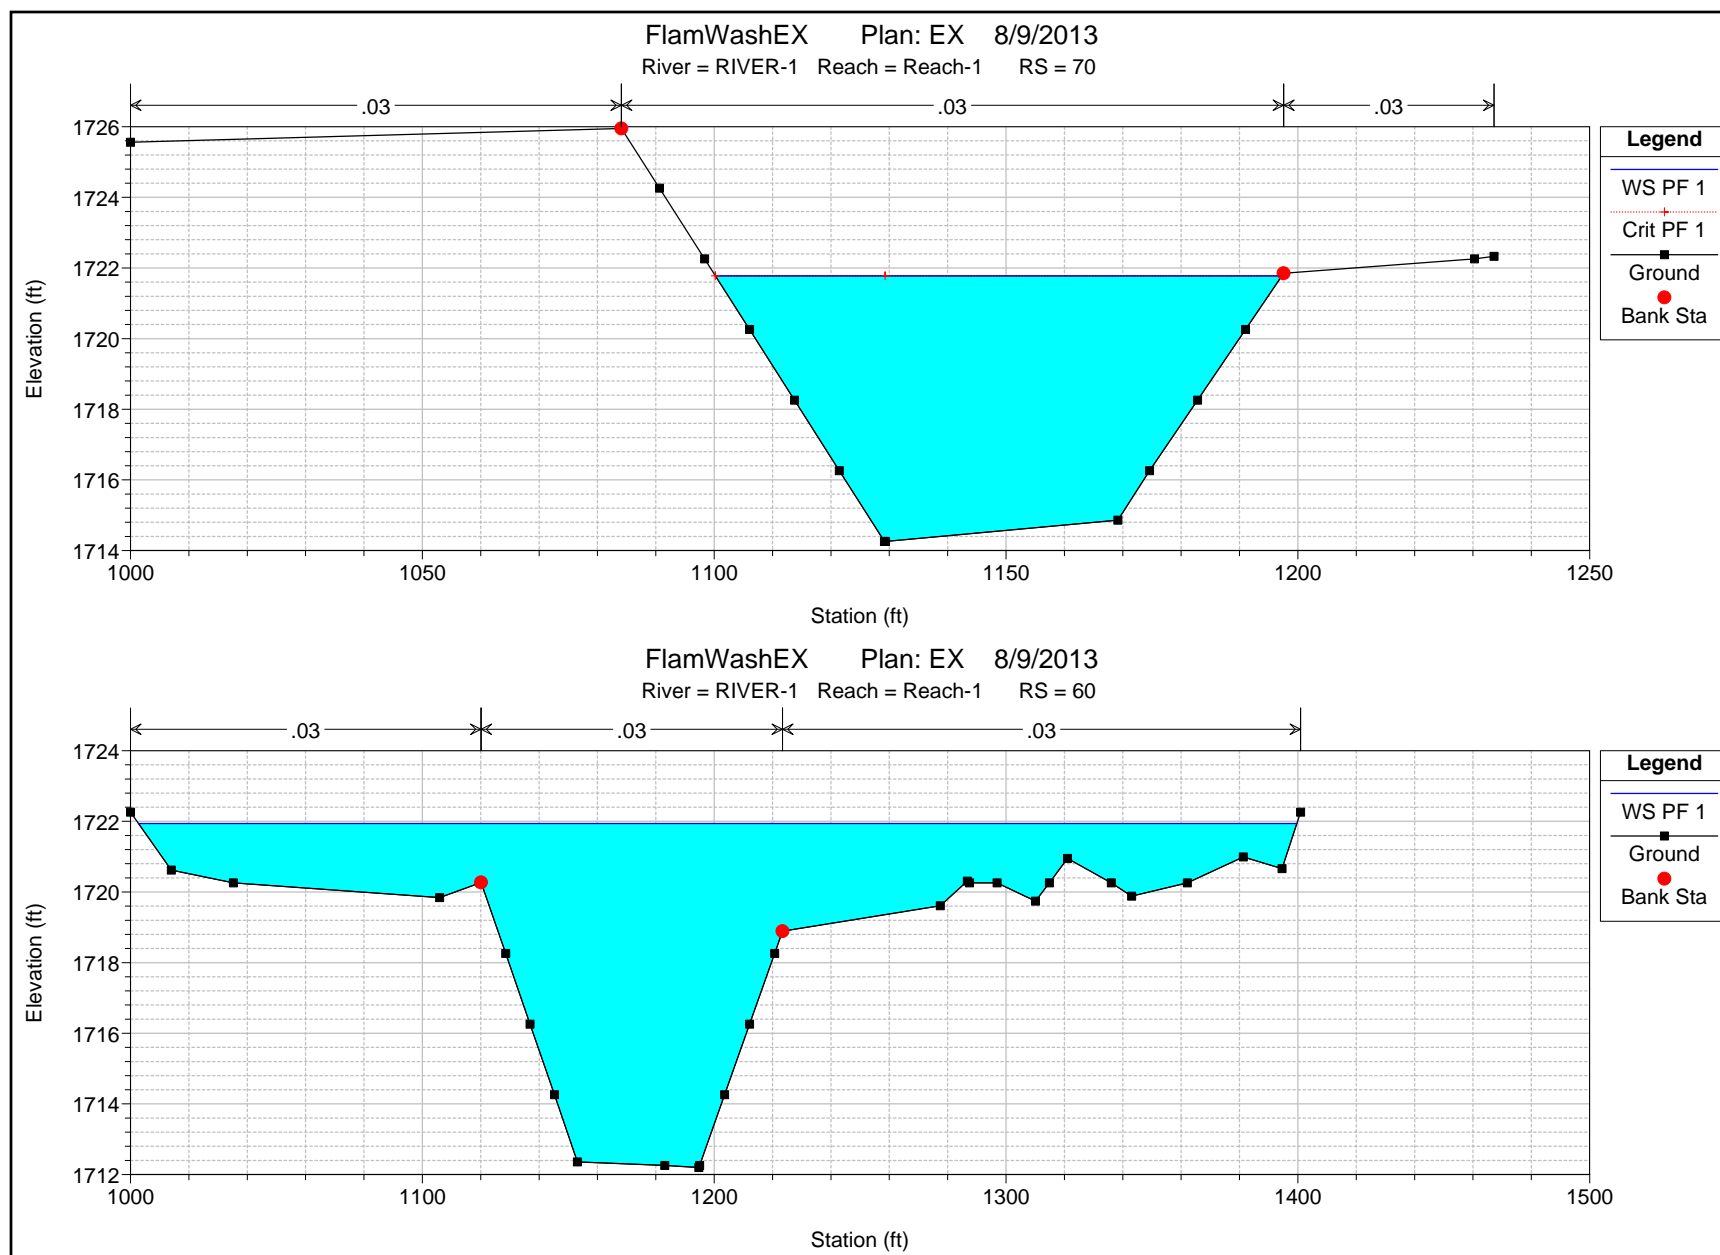 FlamWashEX Plan: EX 8/9/2013
River = RIVER-1 Reach = Reach-1 RS = 70
.03 .03 .03
1726
1724
1722
1720
1718
1716
1714
Elevation (ft)
1000 1050 1100 1150 1200 1250
Station (ft)
Legend
WS PF 1
Crit PF 1
Ground
Bank Sta
FlamWashEX Plan: EX 8/9/2013
River = RIVER-1 Reach = Reach-1 RS = 60
.03 .03 .03
1724
1722
1720
1718
1716
1714
1712
Elevation (ft)
1000 1100 1200 1300 1400 1500
Station (ft)
Legend
WS PF 1
Ground
Bank Sta